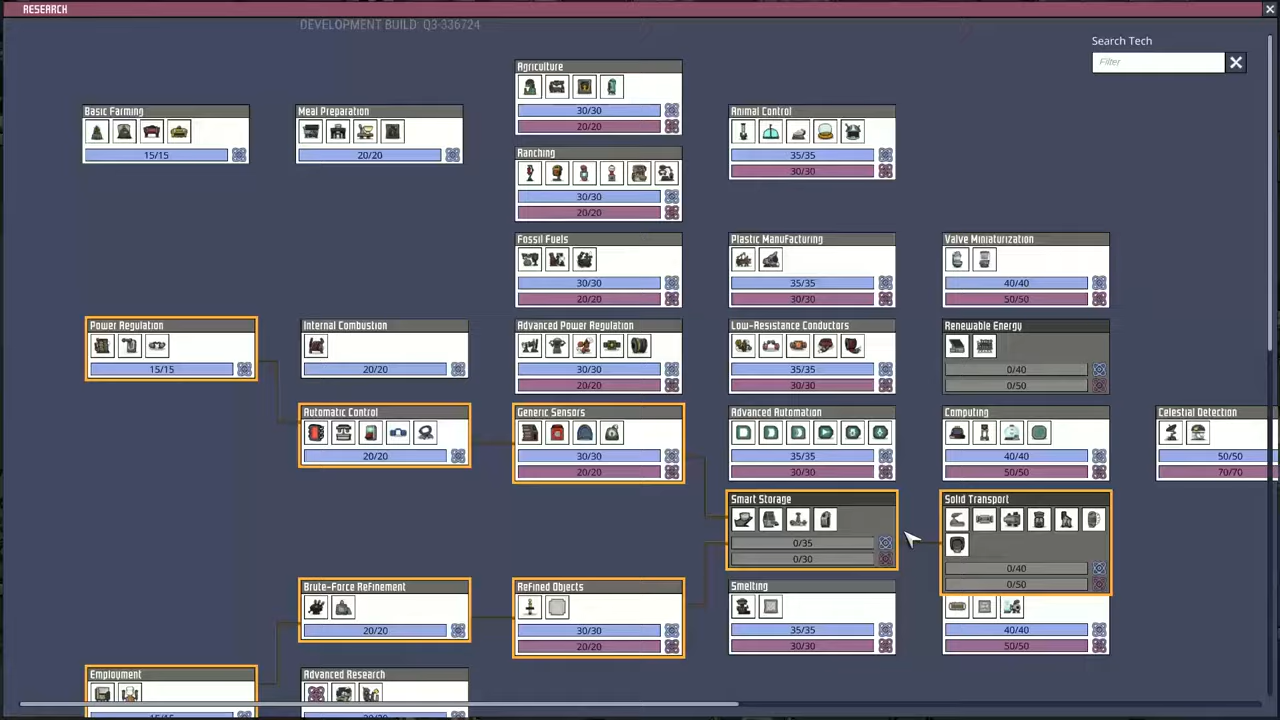 RESEARCH
DEVELOPMENT BUILD: Q3-336724
Search Tech
Filter
Agriculture
30/30
20/20
Basic Farming
15/15
Meal Preparation
20/20
Animal Control
35/35
30/30
Ranching
30/30
20/20
Fossil Fuels
30/30
20/20
Plastic Manufacturing
35/35
30/30
Valve Miniaturization
40/40
50/50
Power Regulation
15/15
Internal Combustion
20/20
Advanced Power Regulation
30/30
20/20
Low-Resistance Conductors
35/35
30/30
Renewable Energy
0/40
0/50
Automatic Control
20/20
Generic Sensors
30/30
20/20
Advanced Automation
35/35
30/30
Computing
40/40
50/50
Celestial Detection
50/50
70/70
Smart Storage
0/35
0/30
Solid Transport
0/40
0/50
Brute-Force Refinement
20/20
Refined Objects
30/30
20/20
Smelting
35/35
30/30
40/40
50/50
Employment
15/15
Advanced Research
20/20